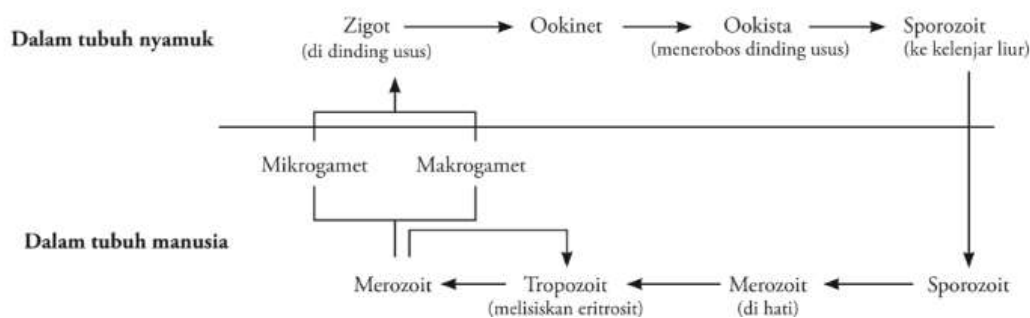 Dalam tubuh nyamuk
Zigot
(di dinding usus)
Ookinet
Ookista
(menerobos dinding usus)
Sporozoit
(ke kelenjar liur)
Mikrogamet
Makrogamet
Dalam tubuh manusia
Merozoit
Tropozoit
(melisiskan eritrosit)
Merozoit
(di hati)
Sporozoit